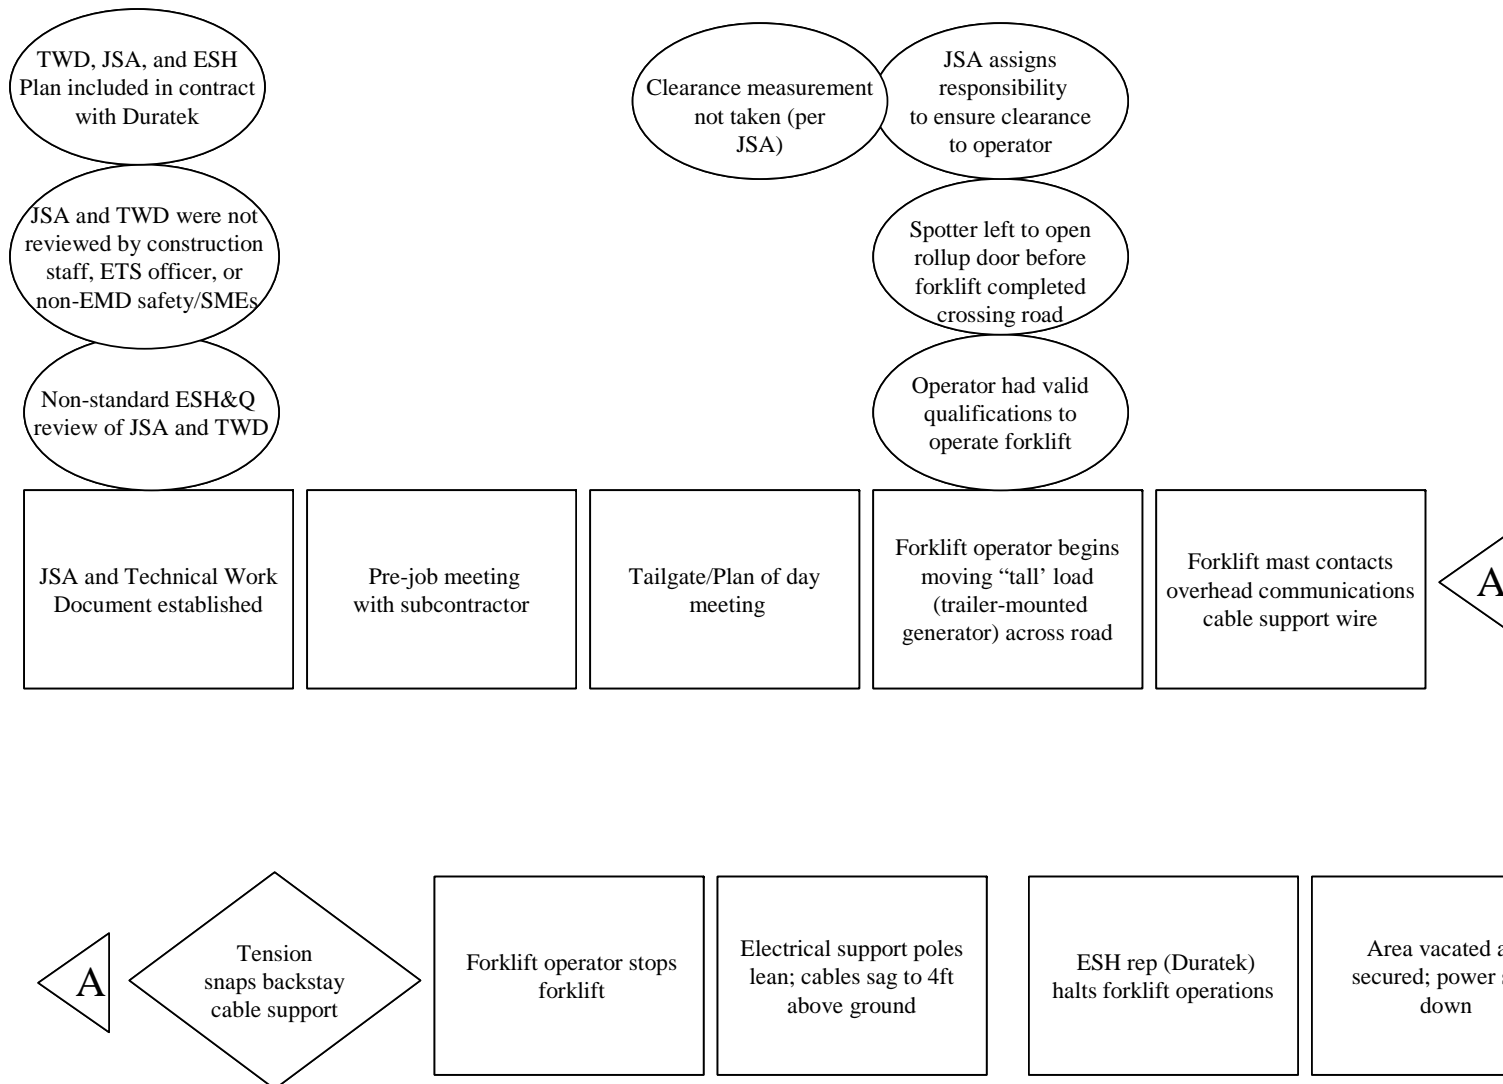 TWD, JSA, and ESH
Plan included in contract
with Duratek
Clearance measurement
not taken (per
JSA)
JSA assigns
responsibility
to ensure clearance
to operator
JSA and TWD were not
reviewed by construction
staff, ETS officer, or
non-EMD safety/SMEs
Spotter left to open
rollup door before
forklift completed
crossing road
Non-standard ESH&Q
review of JSA and TWD
Operator had valid
qualifications to
operate forklift
JSA and Technical Work
Document established
Pre-job meeting
with subcontractor
Tailgate/Plan of day
meeting
Forklift operator begins
moving “tall’ load
(trailer-mounted
generator) across road
Forklift mast contacts
overhead communications
cable support wire
A
A
Tension
snaps backstay
cable support
Forklift operator stops
forklift
Electrical support poles
lean; cables sag to 4ft
above ground
ESH rep (Duratek)
halts forklift operations
Area vacated
secured; power
down